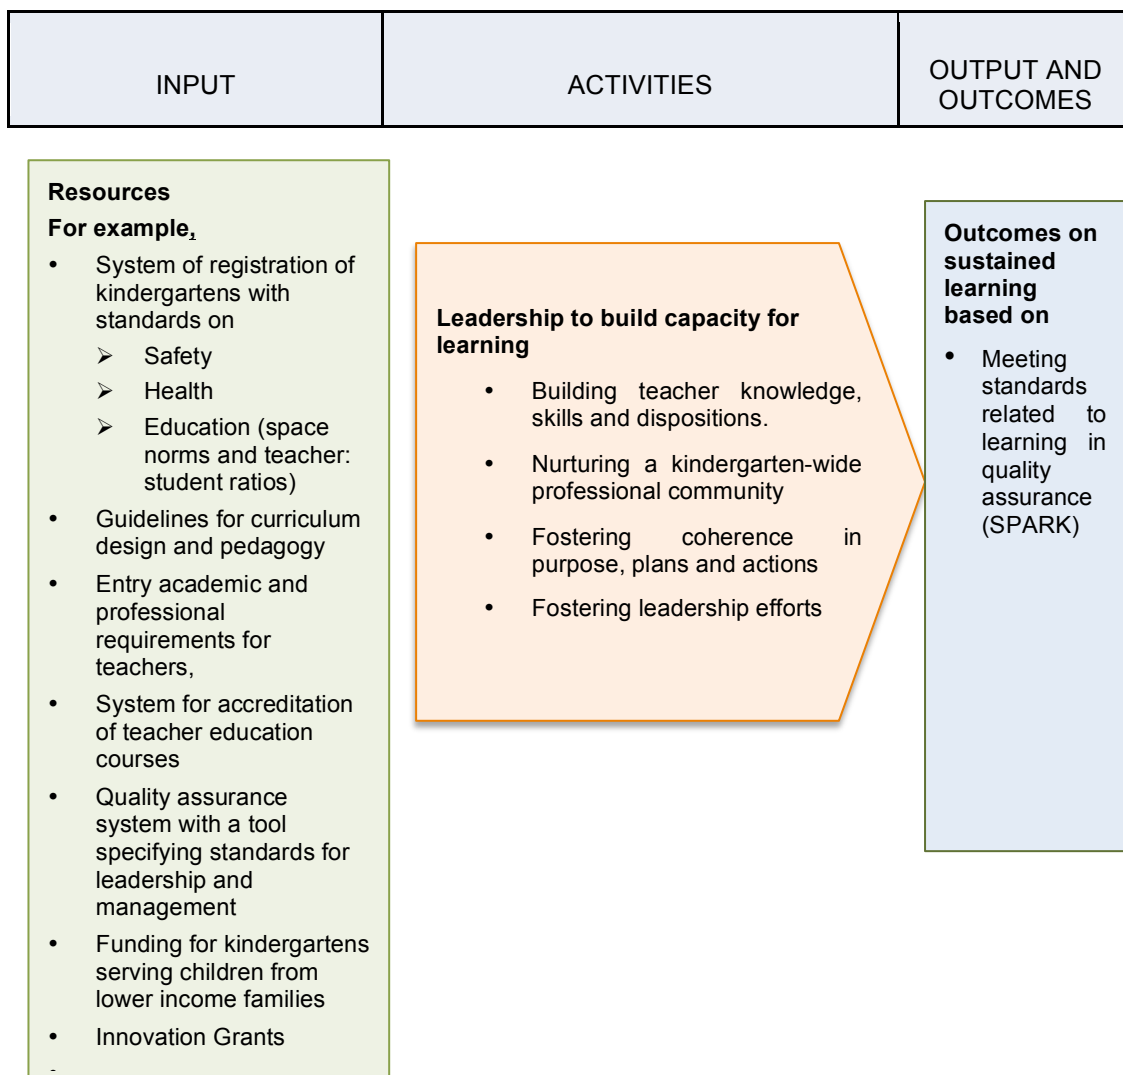 INPUT
ACTIVITIES
OUTPUT AND
OUTCOMES
Resources
For example,
• System of registration of
kindergartens with
standards on
➢ Safety
➢ Health
➢ Education (space
norms and teacher:
student ratios)
• Guidelines for curriculum
design and pedagogy
• Entry academic and
professional
requirements for
teachers,
• System for accreditation
of teacher education
courses
• Quality assurance
system with a tool
specifying standards for
leadership and
management
• Funding for kindergartens
serving children from
lower income families
• Innovation Grants
Leadership to build capacity for
learning
• Building teacher knowledge,
skills and dispositions.
• Nurturing a kindergarten-wide
professional community
• Fostering coherence in
purpose, plans and actions
• Fostering leadership efforts
Outcomes on
sustained
learning
based on
• Meeting
standards
related to
learning in
quality
assurance
(SPARK)